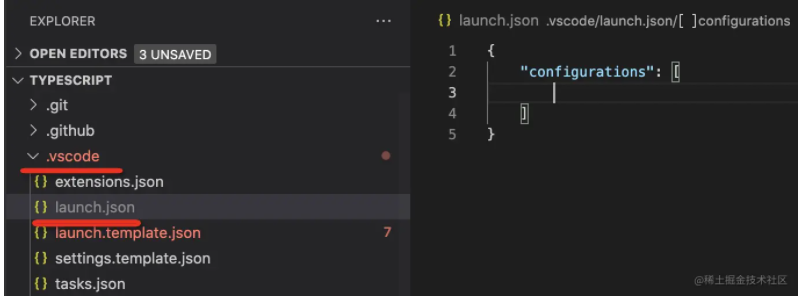 EXPLORER
···
OPEN EDITORS 3 UNSAVED
TYPESCRIPT
.git
.github
.vscode
{} extensions.json
{} launch.json
{} launch.template.json 7
{} settings.template.json
{} tasks.json
{} launch.json .vscode/launch.json/[ ]configurations
1 {
2 "configurations": [
3
4 ]
5 }
@稀土掘金技术社区